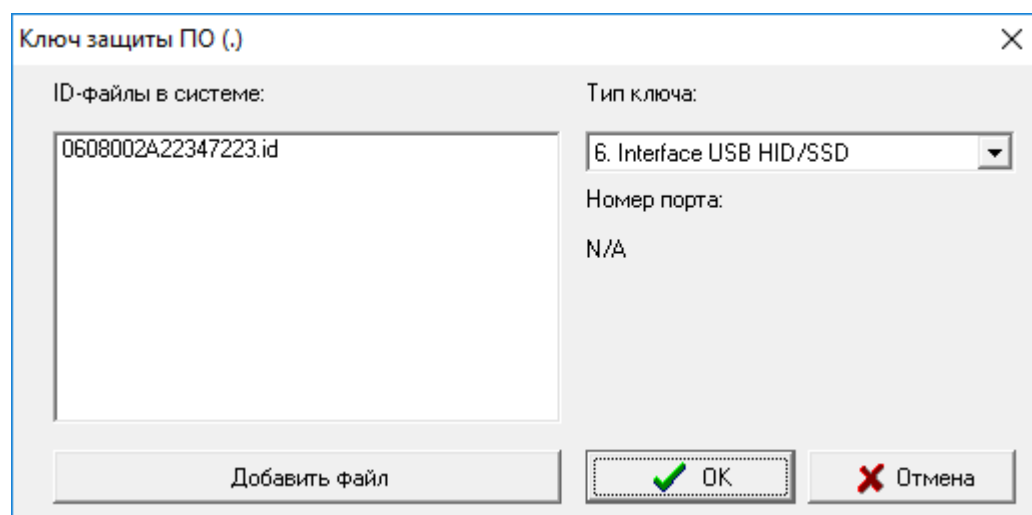 Ключ защиты ПО (.)
ID-файлы в системе:
0608002A22347223.id
Тип ключа:
6. Interface USB HID/SSD
Номер порта:
N/A
Добавить файл
OK
Отмена